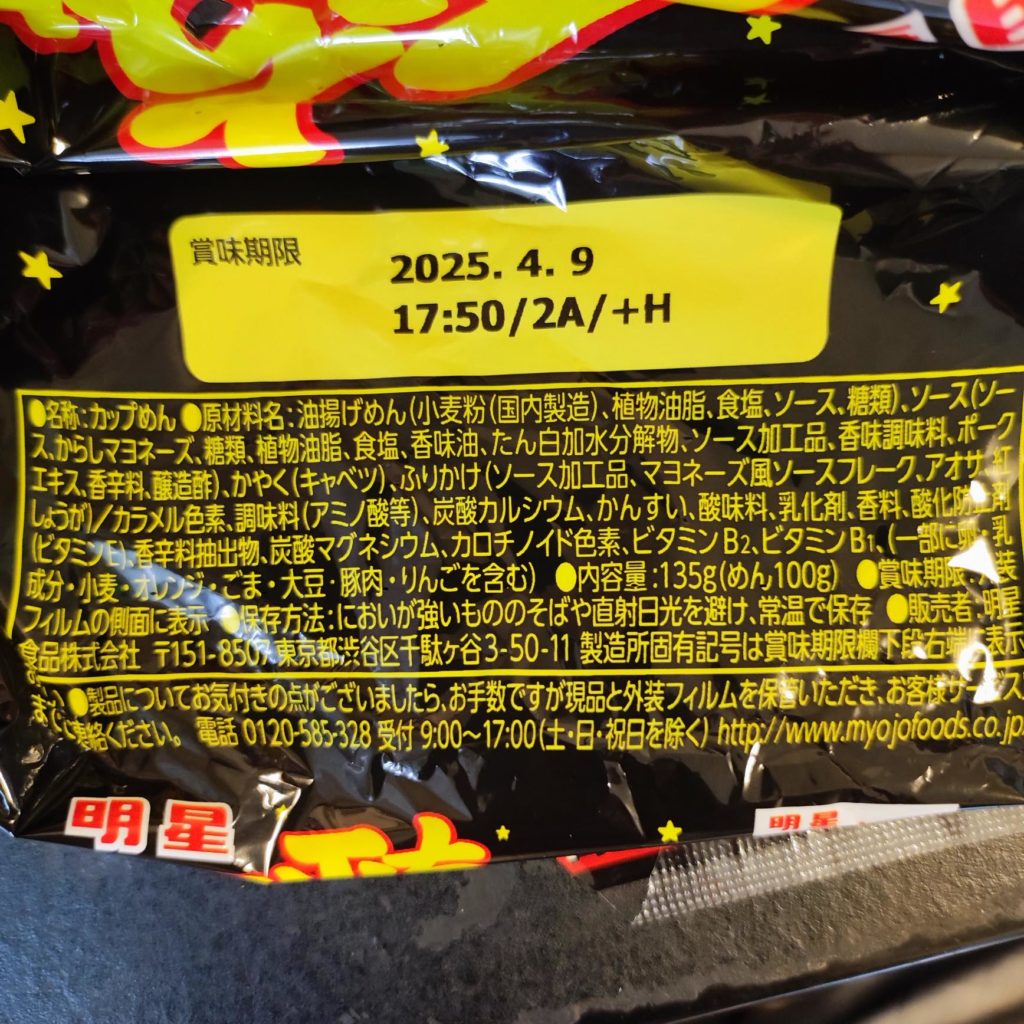 賞味期限
2025. 4. 9
17:50/2A/+H
●名称:カップめん ●原材料名:油揚げめん(小麦粉(国内製造)、植物油脂、食塩、ソース、糖類)、ソース(ソー
ス、からしマヨネーズ、糖類、植物油脂、食塩、香味油、たん白加水分解物、ソース加工品、香味調味料、ポーク
エキス、香辛料、醸造酢)、かやく(キャベツ)、ふりかけ(ソース加工品、マヨネーズ風ソースフレーク、アオサ、紅
しょうが)/カラメル色素、調味料(アミノ酸等)、炭酸カルシウム、かんすい、酸味料、乳化剤、香料、酸化防止剤
(ビタミンE)、香辛料抽出物、炭酸マグネシウム、カロチノイド色素、ビタミンB₂、ビタミンB₁、(一部に卵・乳
成分・小麦・オレンジ・ごま・大豆・豚肉・りんごを含む) ●内容量:135g(めん100g) ●賞味期限:外装
フィルムの側面に表示 ●保存方法:においが強いもののそばや直射日光を避け、常温で保存 ●販売者:明星
食品株式会社 〒151-8507 東京都渋谷区千駄ヶ谷3-50-11 製造所固有記号は賞味期限欄下段右端に表示
●製品についてお気付きの点がございましたら、お手数ですが現品と外装フィルムを保管いただき、お客様サービス
までご連絡ください。 電話 0120-585-328 受付 9:00~17:00(土・日・祝日を除く) http://www.myojofoods.co.jp
明星
明星